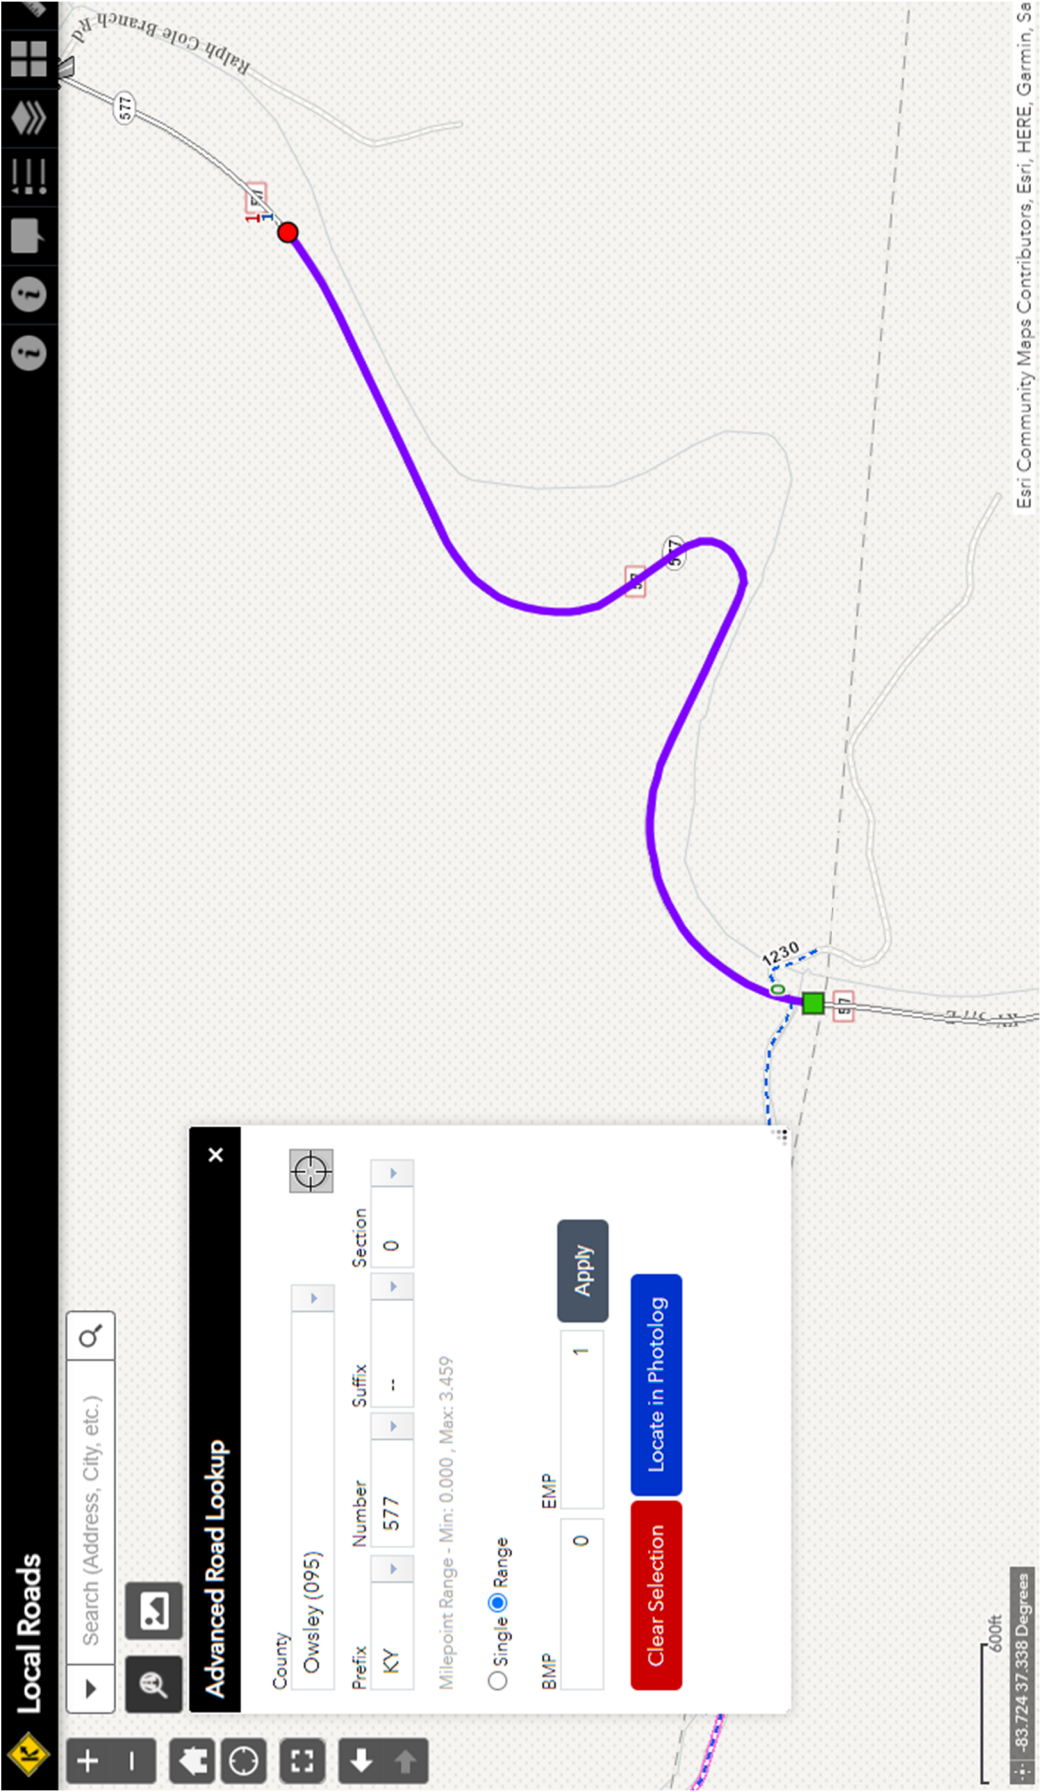 Local Roads
Search (Address, City, etc.)
Advanced Road Lookup
County
Owsley (095)
Prefix
Number
Suffix
Section
KY
577
--
0
Milepoint Range - Min: 0.000 , Max: 3.459
Single
Range
BMP
EMP
0
1
Apply
Clear Selection
Locate in Photolog
Ralph Cole Branch Rd
577
1
1
577
0
1230
600ft
-83.724 37.338 Degrees
Esri Community Maps Contributors, Esri, HERE, Garmin, Sa